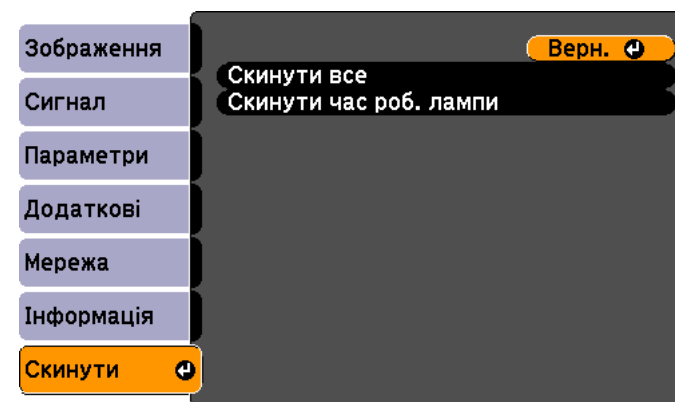 Зображення
Сигнал
Параметри
Додаткові
Мережа
Інформація
Скинути
Верн.
Скинути все
Скинути час роб. лампи